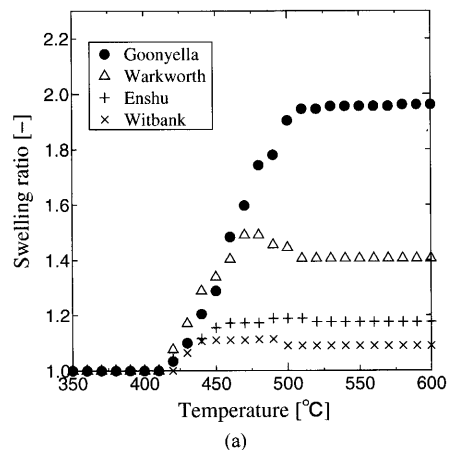 2.2
2.0
1.8
1.6
1.4
1.2
1.0
Swelling ratio [–]
Goonyella
Warkworth
Enshu
Witbank
350 400 450 500 550 600
Temperature [℃]
(a)